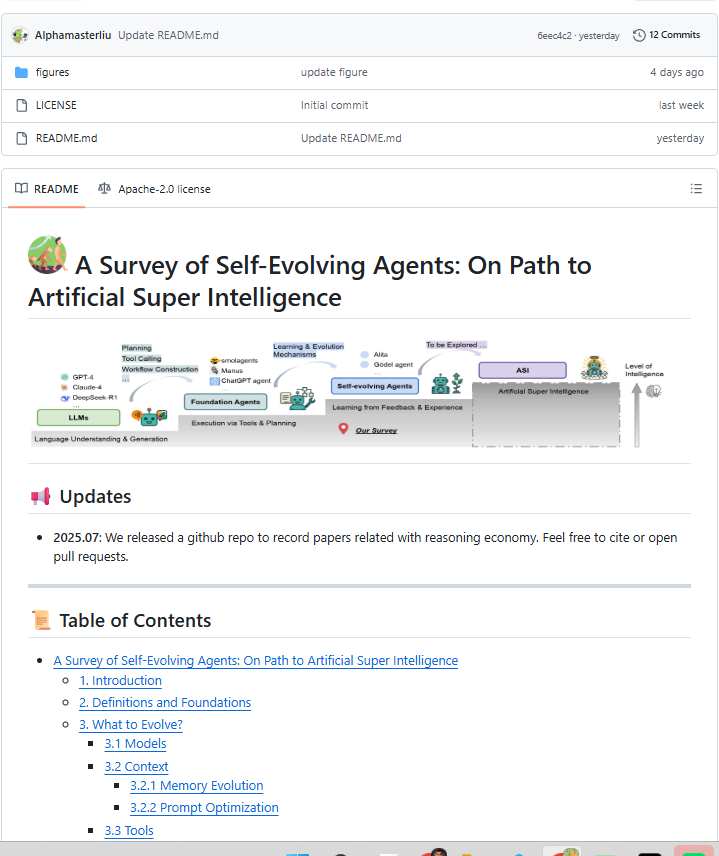 Alphamasterliu Update README.md 6eec4c2 · yesterday 12 Commits
figures update figure 4 days ago
LICENSE Initial commit last week
README.md Update README.md yesterday
README Apache-2.0 license
A Survey of Self-Evolving Agents: On Path to
Artificial Super Intelligence
Planning
Tool Calling
Workflow Construction
...
GPT-4
Claude-4
DeepSeek-R1
...
LLMs
Language Understanding & Generation
smolagents
Manus
ChatGPT agent
Foundation Agents
Execution via Tools & Planning
Learning & Evolution
Mechanisms
Alita
Gödel agent
...
Self-evolving Agents
Learning from Feedback & Experience
Our Survey
To be Explored ...
ASI
Artificial Super Intelligence
Level of
Intelligence
Updates
2025.07: We released a github repo to record papers related with reasoning economy. Feel free to cite or open
pull requests.
Table of Contents
A Survey of Self-Evolving Agents: On Path to Artificial Super Intelligence
1. Introduction
2. Definitions and Foundations
3. What to Evolve?
3.1 Models
3.2 Context
3.2.1 Memory Evolution
3.2.2 Prompt Optimization
3.3 Tools